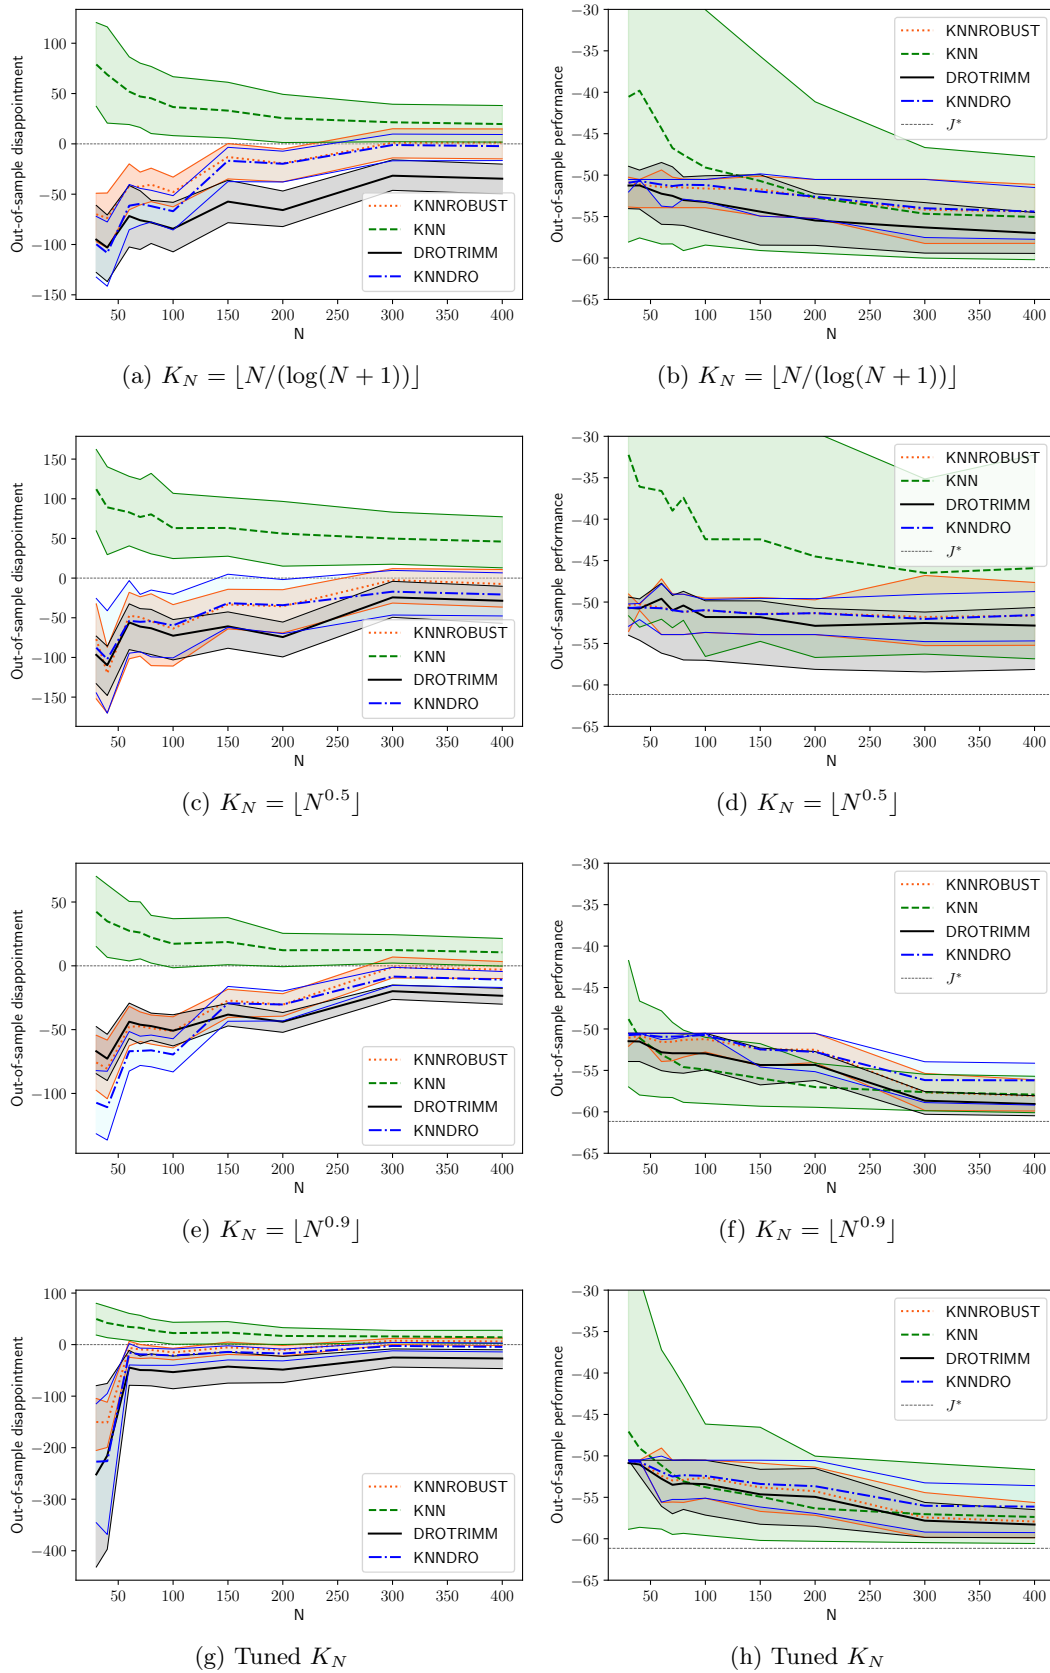 Out-of-sample disappointment
100
50
0
−50
−100
−150
50
100
150
200
250
300
350
400
N
KNNROBUST
KNN
DROTRIMM
KNNDRO
(a) K_N = ⌊N/(log(N + 1))⌋
Out-of-sample performance
−30
−35
−40
−45
−50
−55
−60
−65
50
100
150
200
250
300
350
400
N
KNNROBUST
KNN
DROTRIMM
KNNDRO
J*
(b) K_N = ⌊N/(log(N + 1))⌋
Out-of-sample disappointment
150
100
50
0
−50
−100
−150
50
100
150
200
250
300
350
400
N
KNNROBUST
KNN
DROTRIMM
KNNDRO
(c) K_N = ⌊N^0.5⌋
Out-of-sample performance
−30
−35
−40
−45
−50
−55
−60
−65
50
100
150
200
250
300
350
400
N
KNNROBUST
KNN
DROTRIMM
KNNDRO
J*
(d) K_N = ⌊N^0.5⌋
Out-of-sample disappointment
50
0
−50
−100
50
100
150
200
250
300
350
400
N
KNNROBUST
KNN
DROTRIMM
KNNDRO
(e) K_N = ⌊N^0.9⌋
Out-of-sample performance
−30
−35
−40
−45
−50
−55
−60
−65
50
100
150
200
250
300
350
400
N
KNNROBUST
KNN
DROTRIMM
KNNDRO
J*
(f) K_N = ⌊N^0.9⌋
Out-of-sample disappointment
100
0
−100
−200
−300
−400
50
100
150
200
250
300
350
400
N
KNNROBUST
KNN
DROTRIMM
KNNDRO
(g) Tuned K_N
Out-of-sample performance
−30
−35
−40
−45
−50
−55
−60
−65
50
100
150
200
250
300
350
400
N
KNNROBUST
KNN
DROTRIMM
KNNDRO
J*
(h) Tuned K_N